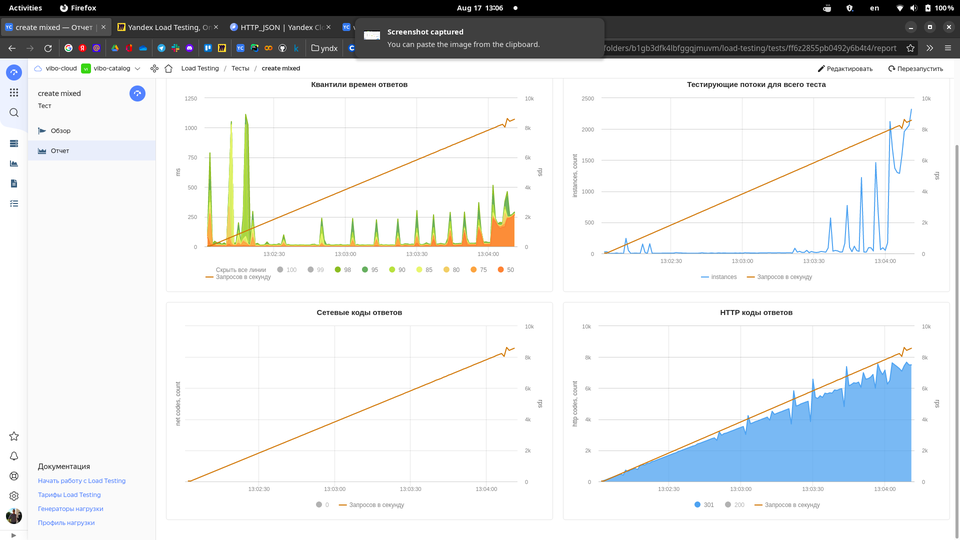 Activities
Firefox
Aug 17 13:06
en
100%
create mixed — Отчет
Yandex Load Testing, O
HTTP_JSON | Yandex Cl
Screenshot captured
You can paste the image from the clipboard.
yndx
folders/b1gb3dfk4lbfggqjmuvm/load-testing/tests/ff6z2855pb0492y6b4t4/report
vibo-cloud
vibo-catalog
Load Testing / Тесты / create mixed
Редактировать
Перезапустить
create mixed
Тест
Обзор
Отчет
Документация
Начать работу с Load Testing
Тарифы Load Testing
Генераторы нагрузки
Профиль нагрузки
Квантили времен ответов
1250
1000
750
500
250
0
ms
10k
8k
6k
4k
2k
0
rps
13:02:30
13:03:00
13:03:30
13:04:00
Скрыть все линии
100
99
98
95
90
85
80
75
50
Запросов в секунду
Тестирующие потоки для всего теста
2500
2000
1500
1000
500
0
instances, count
10k
8k
6k
4k
2k
0
rps
13:02:30
13:03:00
13:03:30
13:04:00
instances
Запросов в секунду
Сетевые коды ответов
net codes, count
10k
8k
6k
4k
2k
0
rps
13:02:30
13:03:00
13:03:30
13:04:00
0
Запросов в секунду
HTTP коды ответов
10k
8k
6k
4k
2k
0
http codes, count
10k
8k
6k
4k
2k
0
rps
13:02:30
13:03:00
13:03:30
13:04:00
301
200
Запросов в секунду